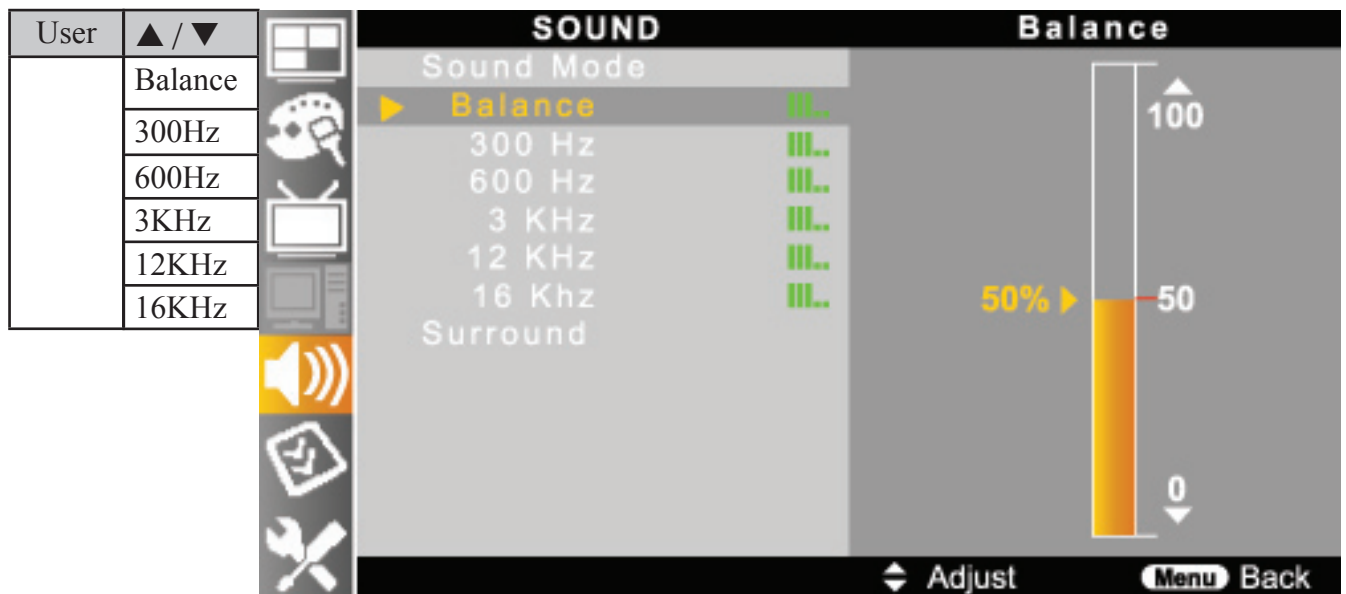 User ▲ / ▼
Balance
300Hz
600Hz
3KHz
12KHz
16KHz
SOUND
Sound Mode
Balance
300 Hz
600 Hz
3 KHz
12 KHz
16 Khz
Surround
Balance
100
50% 50
0
Adjust Menu Back